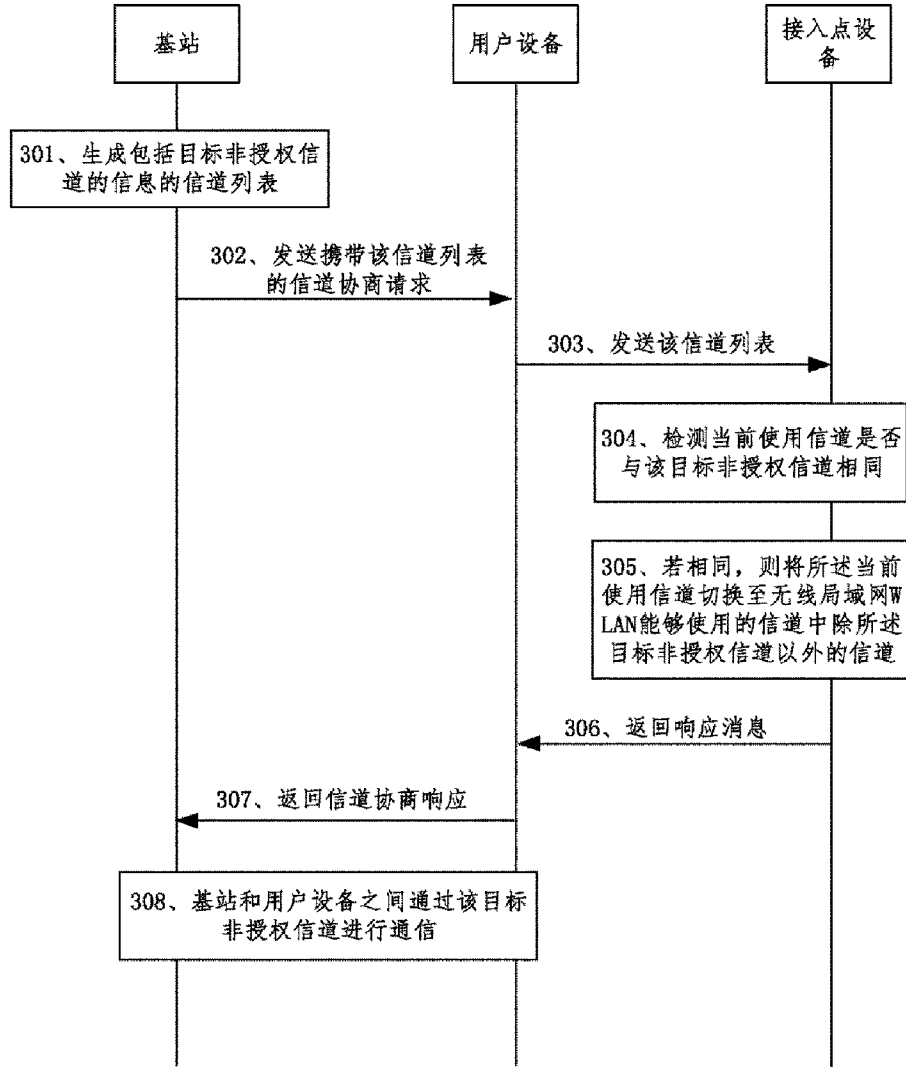 基站
用户设备
接入点设
备
301、生成包括目标非授权信
道的信息的信道列表
302、发送携带该信道列表
的信道协商请求
303、发送该信道列表
304、检测当前使用信道是否
与该目标非授权信道相同
305、若相同，则将所述当前
使用信道切换至无线局域网W
LAN能够使用的信道中除所述
目标非授权信道以外的信道
306、返回响应消息
307、返回信道协商响应
308、基站和用户设备之间通过该目标
非授权信道进行通信